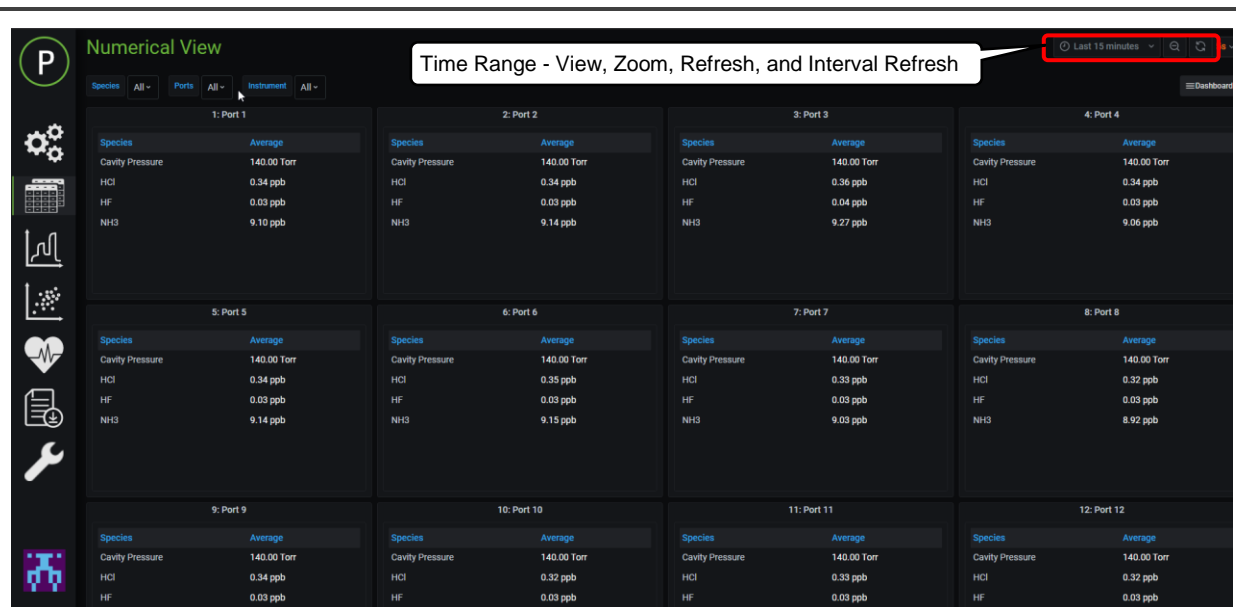 P
Numerical View
Time Range - View, Zoom, Refresh, and Interval Refresh
Last 15 minutes
Species All Ports All Instrument All
Dashboard
1: Port 1 2: Port 2 3: Port 3 4: Port 4
Species Average Species Average Species Average Species Average
Cavity Pressure 140.00 Torr Cavity Pressure 140.00 Torr Cavity Pressure 140.00 Torr Cavity Pressure 140.00 Torr
HCl 0.34 ppb HCl 0.34 ppb HCl 0.36 ppb HCl 0.34 ppb
HF 0.03 ppb HF 0.03 ppb HF 0.04 ppb HF 0.03 ppb
NH3 9.10 ppb NH3 9.14 ppb NH3 9.27 ppb NH3 9.06 ppb
5: Port 5 6: Port 6 7: Port 7 8: Port 8
Species Average Species Average Species Average Species Average
Cavity Pressure 140.00 Torr Cavity Pressure 140.00 Torr Cavity Pressure 140.00 Torr Cavity Pressure 140.00 Torr
HCl 0.34 ppb HCl 0.35 ppb HCl 0.33 ppb HCl 0.32 ppb
HF 0.03 ppb HF 0.03 ppb HF 0.03 ppb HF 0.03 ppb
NH3 9.14 ppb NH3 9.15 ppb NH3 9.03 ppb NH3 8.92 ppb
9: Port 9 10: Port 10 11: Port 11 12: Port 12
Species Average Species Average Species Average Species Average
Cavity Pressure 140.00 Torr Cavity Pressure 140.00 Torr Cavity Pressure 140.00 Torr Cavity Pressure 140.00 Torr
HCl 0.34 ppb HCl 0.32 ppb HCl 0.33 ppb HCl 0.32 ppb
HF 0.03 ppb HF 0.03 ppb HF 0.03 ppb HF 0.03 ppb